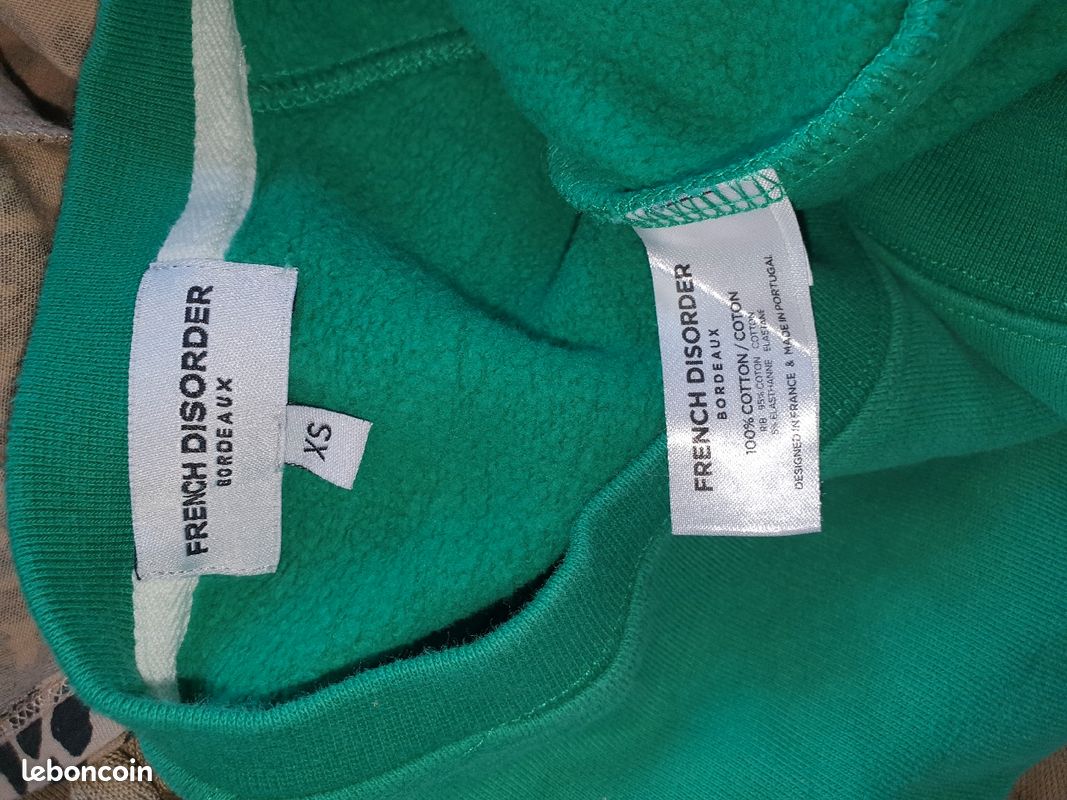 FRENCH DISORDER
BORDEAUX
XS
FRENCH DISORDER
BORDEAUX
100% COTTON / COTON
RIB 95% COTON COTTON
5% ELASTHANNE ELASTANE
DESIGNED IN FRANCE & MADE IN PORTUGAL
leboncoin